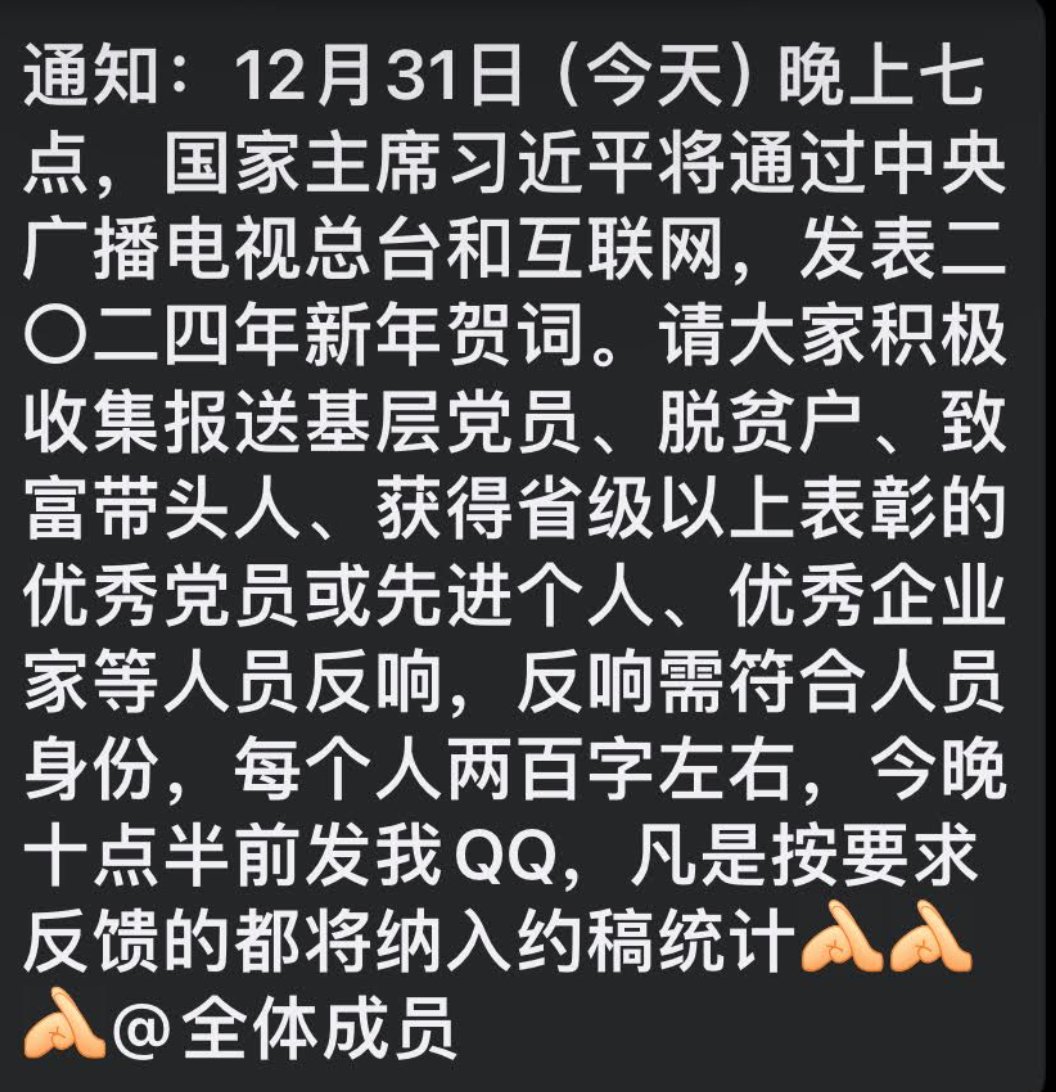 通知：12月31日（今天）晚上七
点，国家主席习近平将通过中央
广播电视总台和互联网，发表二
〇二四年新年贺词。请大家积极
收集报送基层党员、脱贫户、致
富带头人、获得省级以上表彰的
优秀党员或先进个人、优秀企业
家等人员反响，反响需符合人员
身份，每个人两百字左右，今晚
十点半前发我QQ，凡是按要求
反馈的都将纳入约稿统计
@全体成员